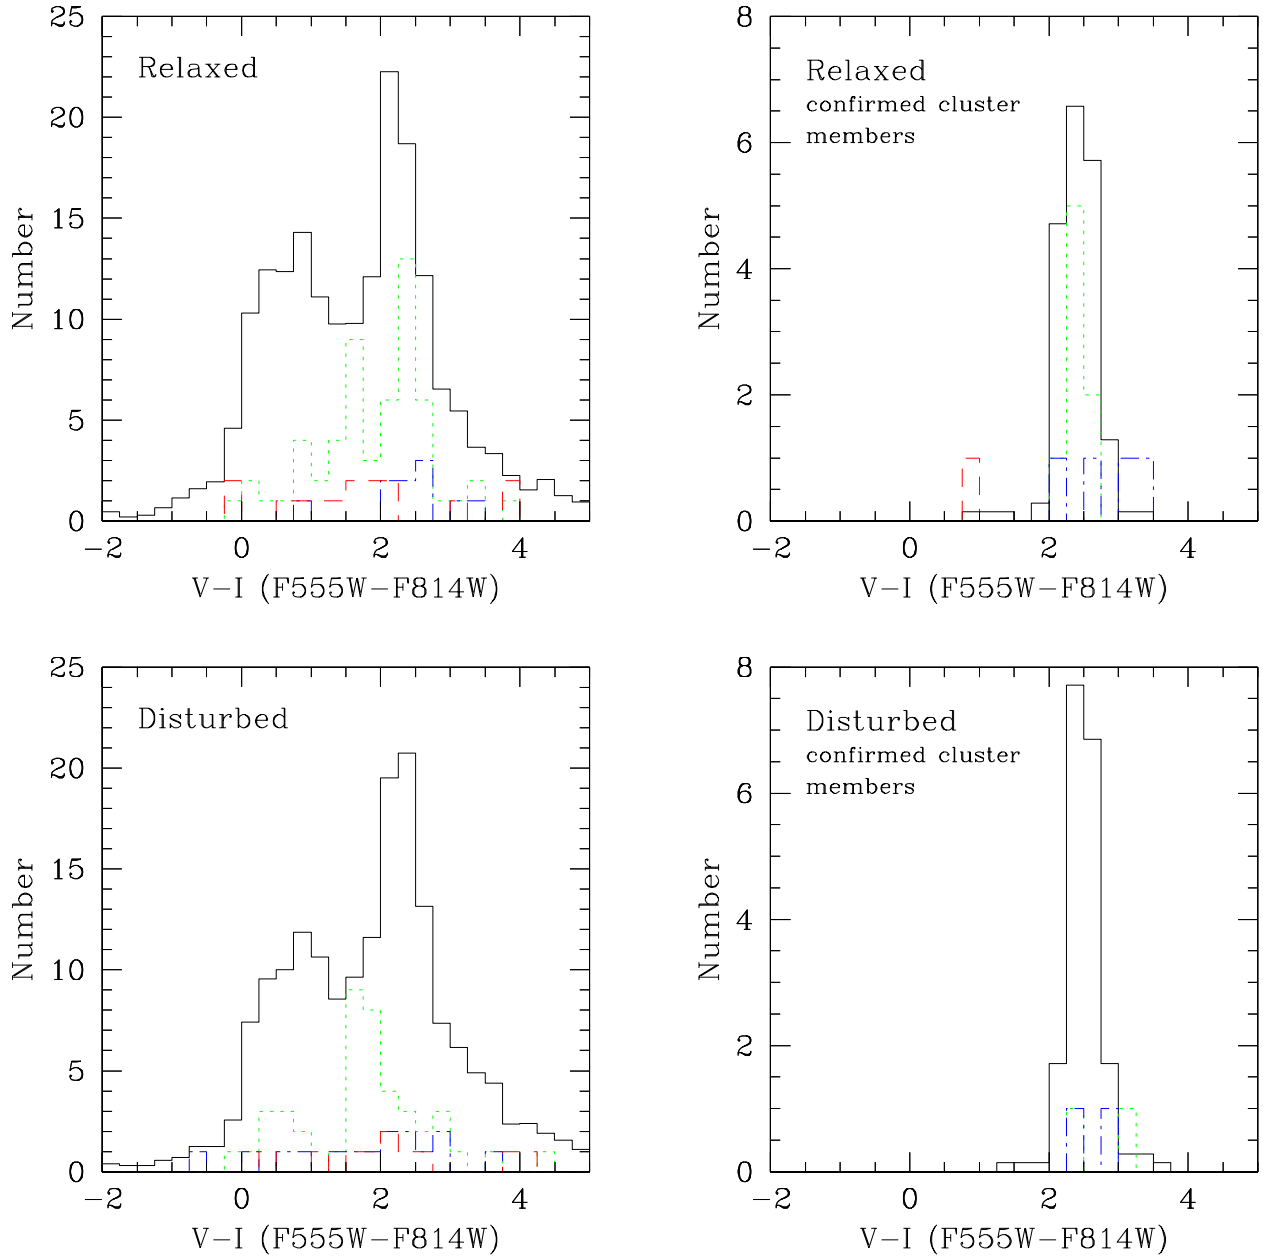 25
20
15
10
5
0
Number
Relaxed
-2 0 2 4
V-I (F555W-F814W)
8
6
4
2
0
Number
Relaxed
confirmed cluster
members
-2 0 2 4
V-I (F555W-F814W)
25
20
15
10
5
0
Number
Disturbed
-2 0 2 4
V-I (F555W-F814W)
8
6
4
2
0
Number
Disturbed
confirmed cluster
members
-2 0 2 4
V-I (F555W-F814W)